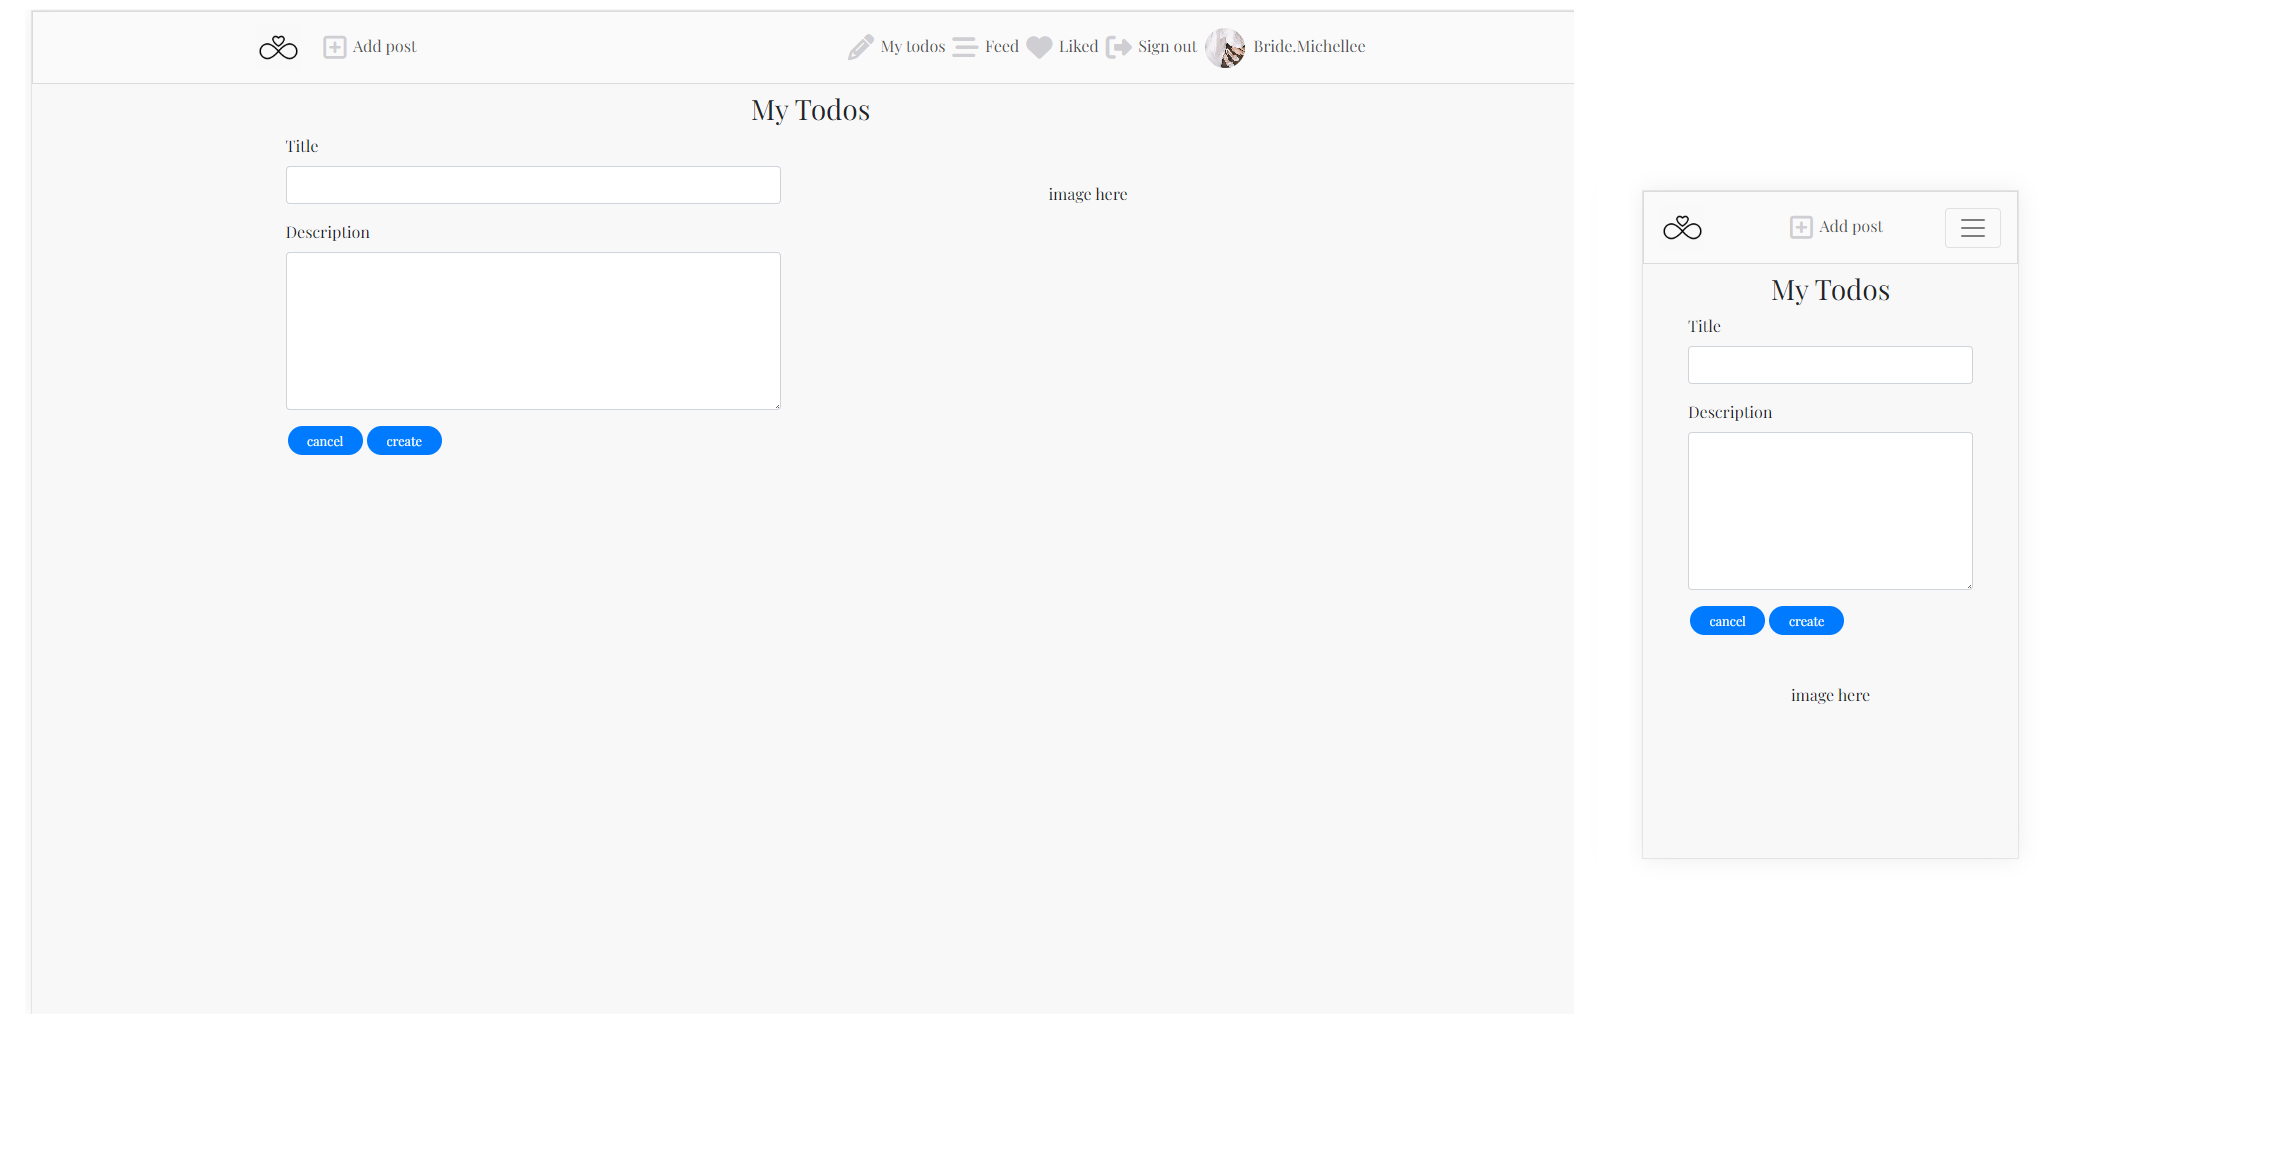 Add post
My todos Feed Liked Sign out Bride.Michellee
My Todos
Title
image here
Description
cancel create
Add post
My Todos
Title
Description
cancel create
image here